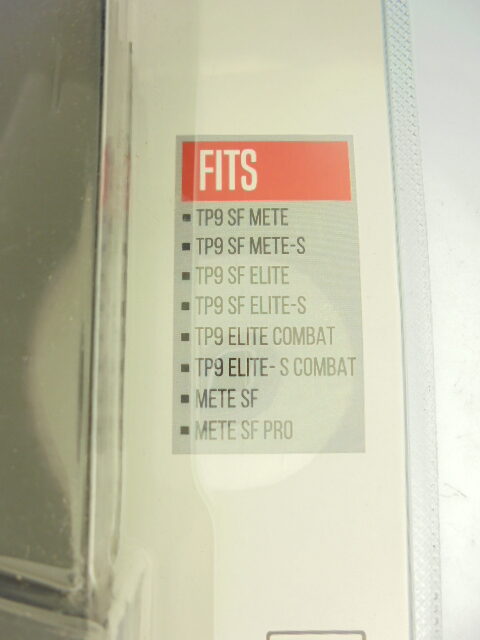 FITS
▪ TP9 SF METE
▪ TP9 SF METE-S
▪ TP9 SF ELITE
▪ TP9 SF ELITE-S
▪ TP9 ELITE COMBAT
▪ TP9 ELITE- S COMBAT
▪ METE SF
▪ METE SF PRO